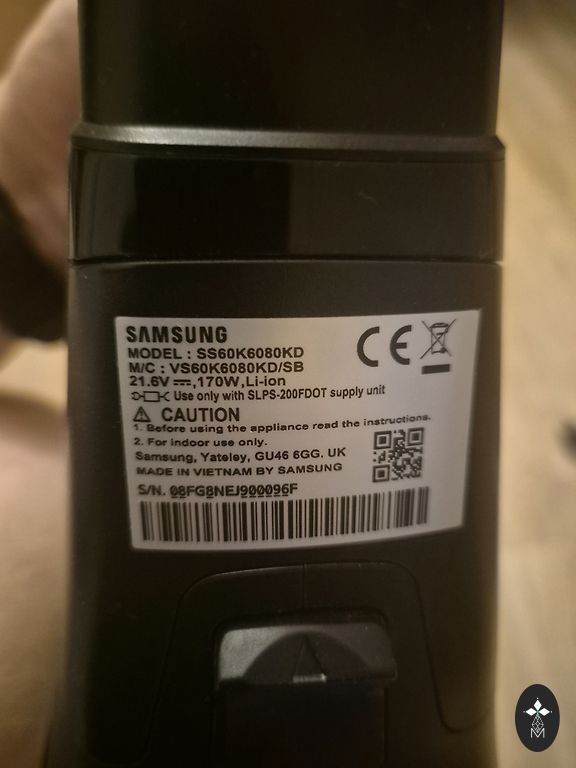 SAMSUNG
MODEL : SS60K6080KD
M/C : VS60K6080KD/SB
21.6V ⎓,170W,Li-ion
Use only with SLPS-200FDOT supply unit
CE
⚠ CAUTION
1. Before using the appliance read the instructions.
2. For indoor use only.
Samsung, Yateley, GU46 6GG. UK
MADE IN VIETNAM BY SAMSUNG
S/N. 08FG8NEJ900096F
M